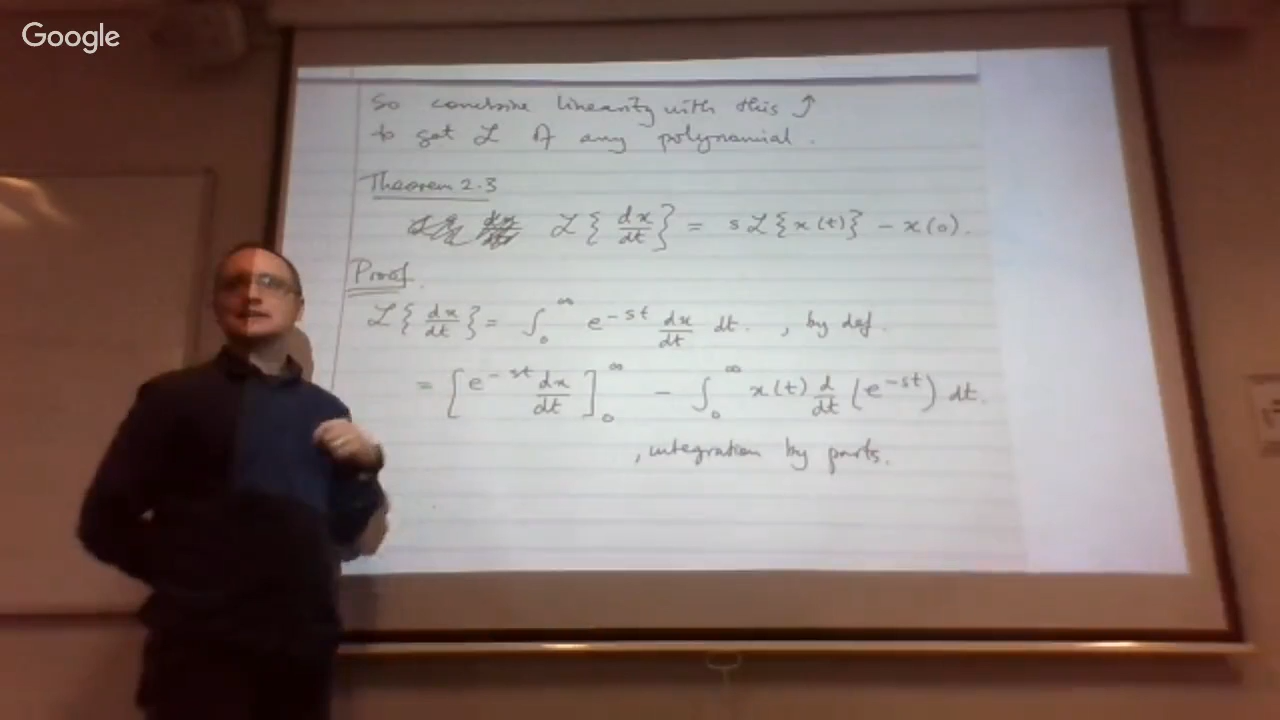 Google
So combine linearity with this ↗
to get ℒ of any polynomial.
Theorem 2.3
ℒ{dx/dt} = sℒ{x(t)} − x(0).
Proof.
ℒ{dx/dt} = ∫₀^∞ e^{−st} dx/dt dt. , by def.
= [e^{−st} dx/dt]₀^∞ − ∫₀^∞ x(t) d/dt (e^{−st}) dt.
, integration by parts.